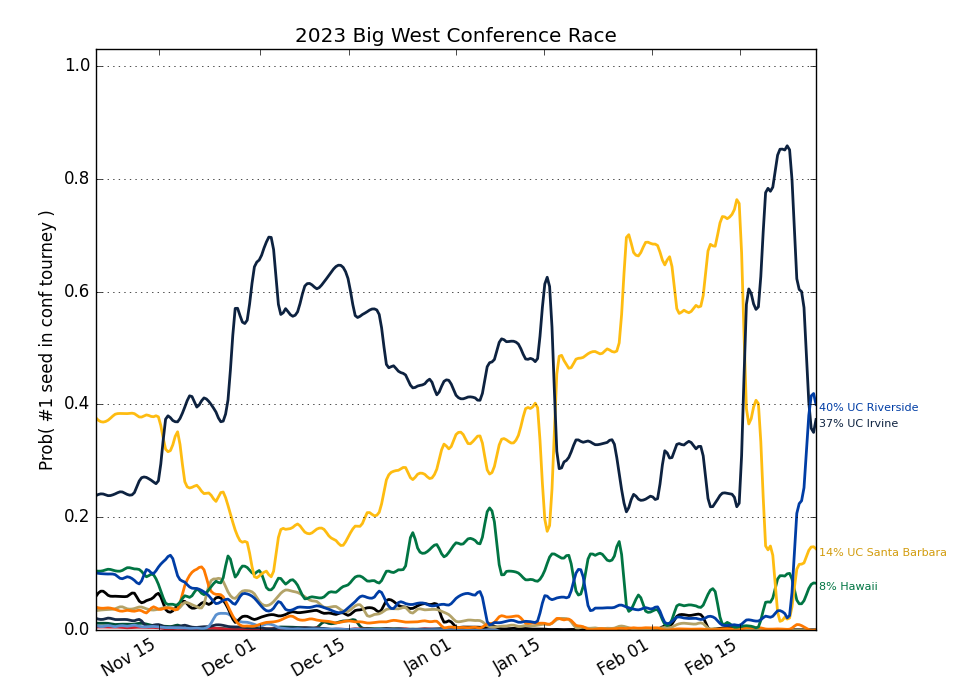 2023 Big West Conference Race
Prob( #1 seed in conf tourney )
1.0
0.8
0.6
0.4
0.2
0.0
40% UC Riverside
37% UC Irvine
14% UC Santa Barbara
8% Hawaii
Nov 15
Dec 01
Dec 15
Jan 01
Jan 15
Feb 01
Feb 15